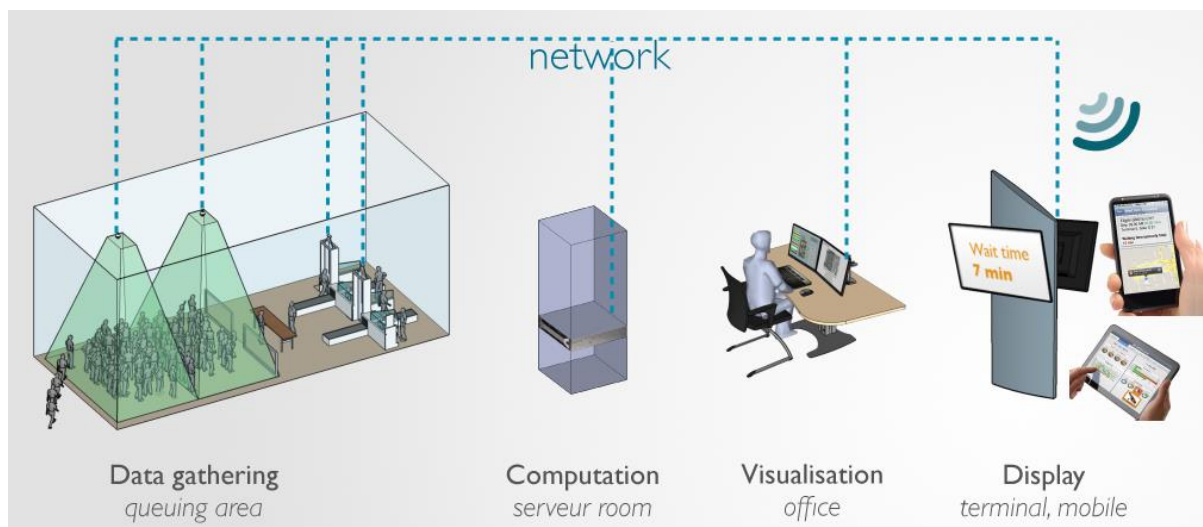 network
Wait time
7 min
Data gathering
queuing area
Computation
serveur room
Visualisation
office
Display
terminal, mobile